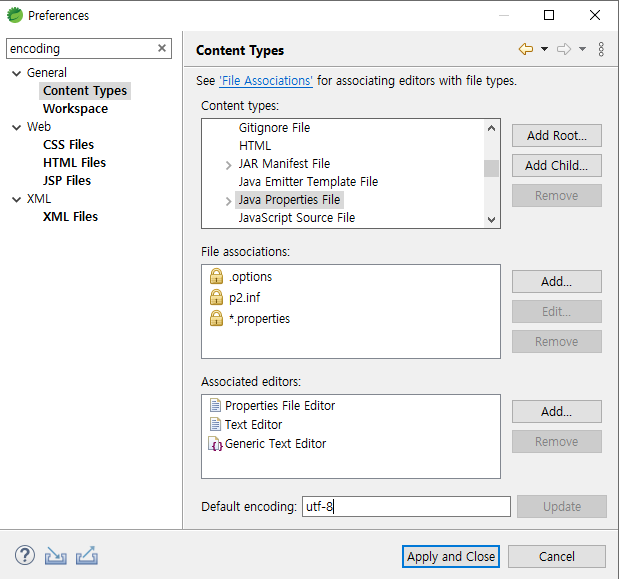 Preferences
encoding
Content Types
General
Content Types
Workspace
Web
CSS Files
HTML Files
JSP Files
XML
XML Files
See 'File Associations' for associating editors with file types.
Content types:
Gitignore File
HTML
JAR Manifest File
Java Emitter Template File
Java Properties File
JavaScript Source File
Add Root...
Add Child...
Remove
File associations:
.options
p2.inf
*.properties
Add...
Edit...
Remove
Associated editors:
Properties File Editor
Text Editor
Generic Text Editor
Add...
Remove
Default encoding: utf-8 Update
Apply and Close Cancel